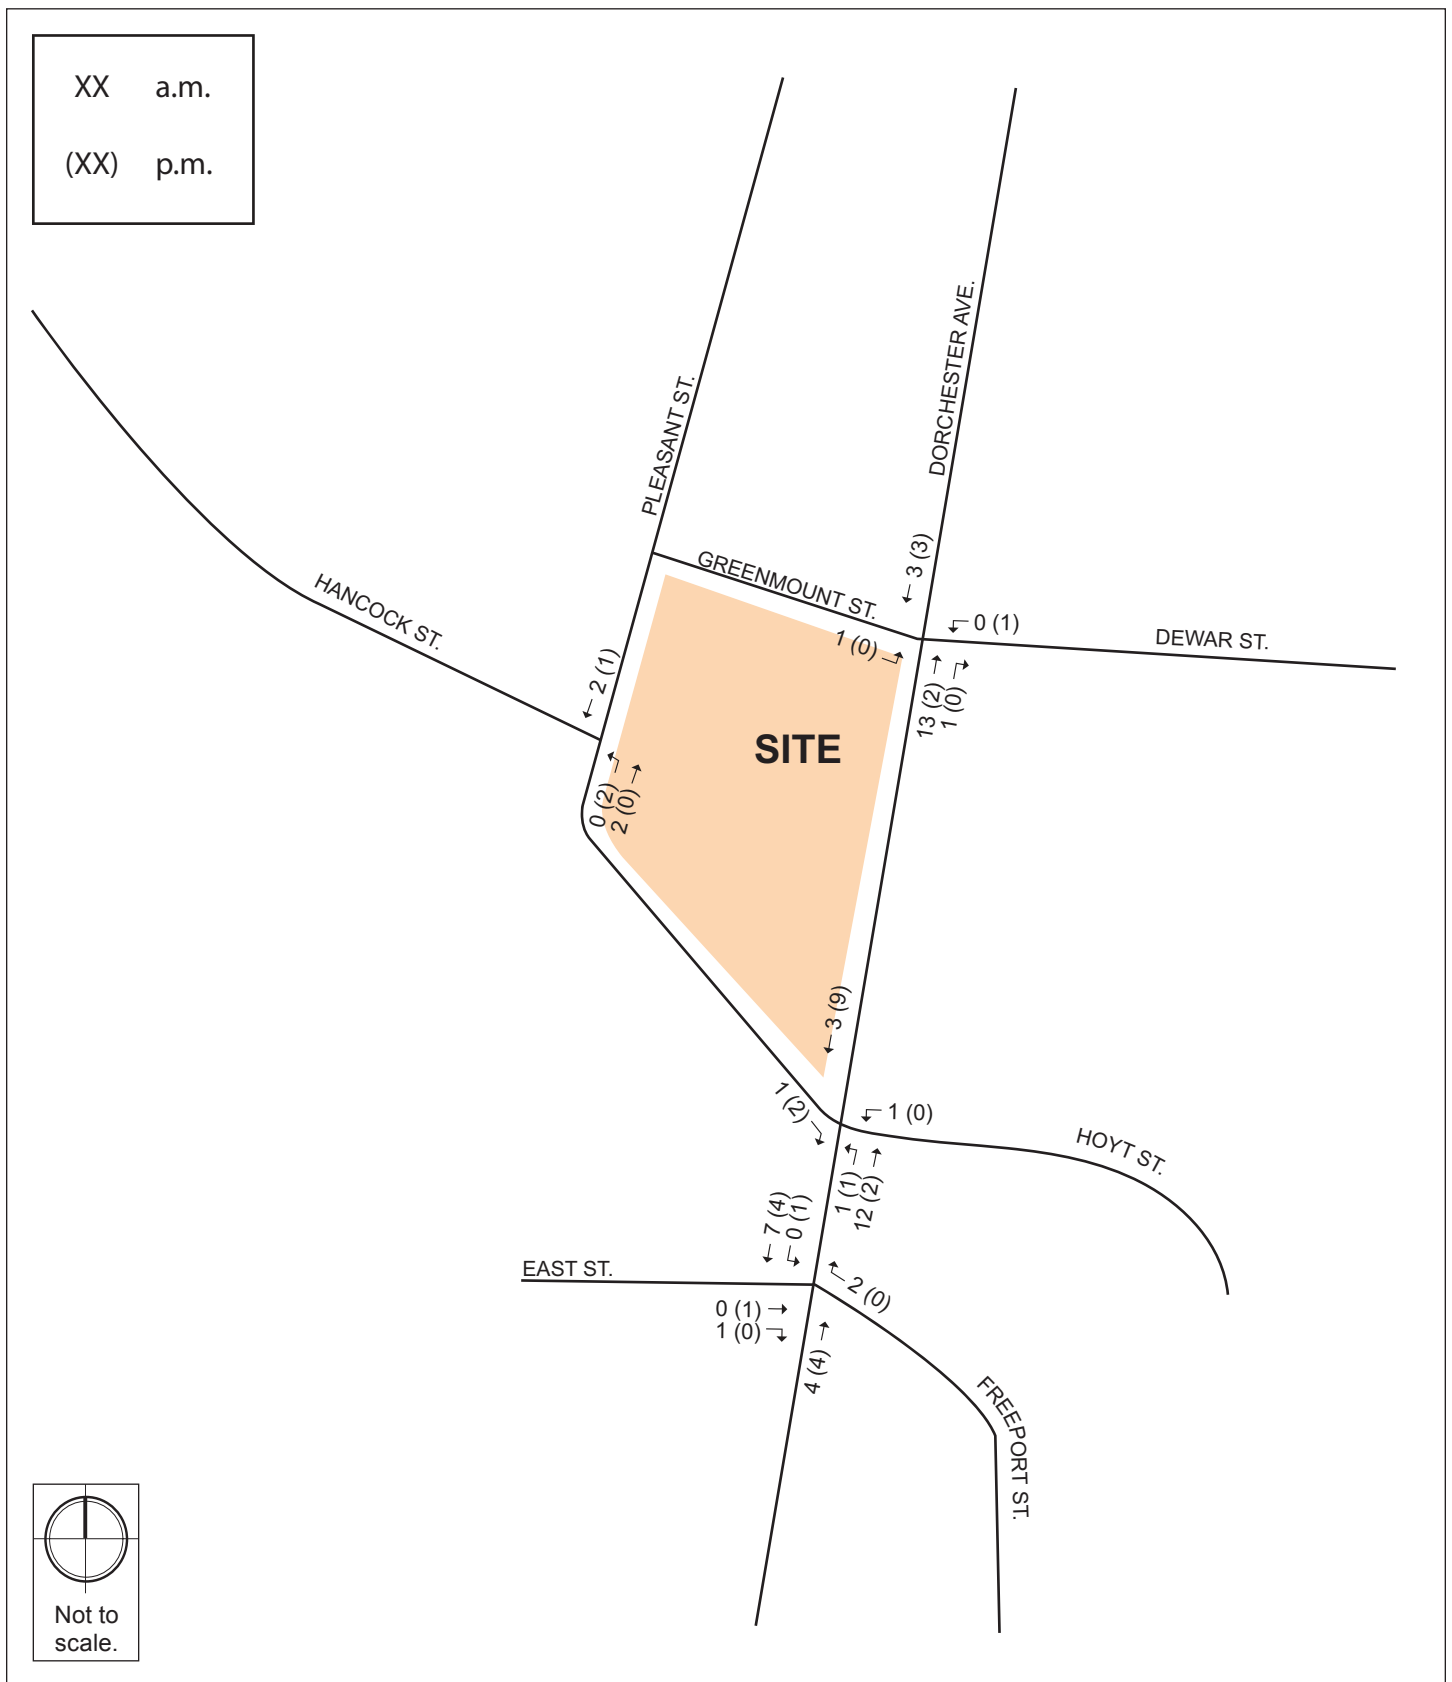 XX a.m.
(XX) p.m.
PLEASANT ST.
DORCHESTER AVE.
HANCOCK ST.
GREENMOUNT ST.
3 (3)
0 (1)
DEWAR ST.
1 (0)
2 (1)
13 (2)
1 (0)
SITE
0 (2)
2 (0)
3 (9)
1 (2)
1 (0)
HOYT ST.
1 (1)
12 (2)
7 (4)
0 (1)
EAST ST.
2 (0)
0 (1)
1 (0)
4 (4)
FREEPORT ST.
Not to
scale.